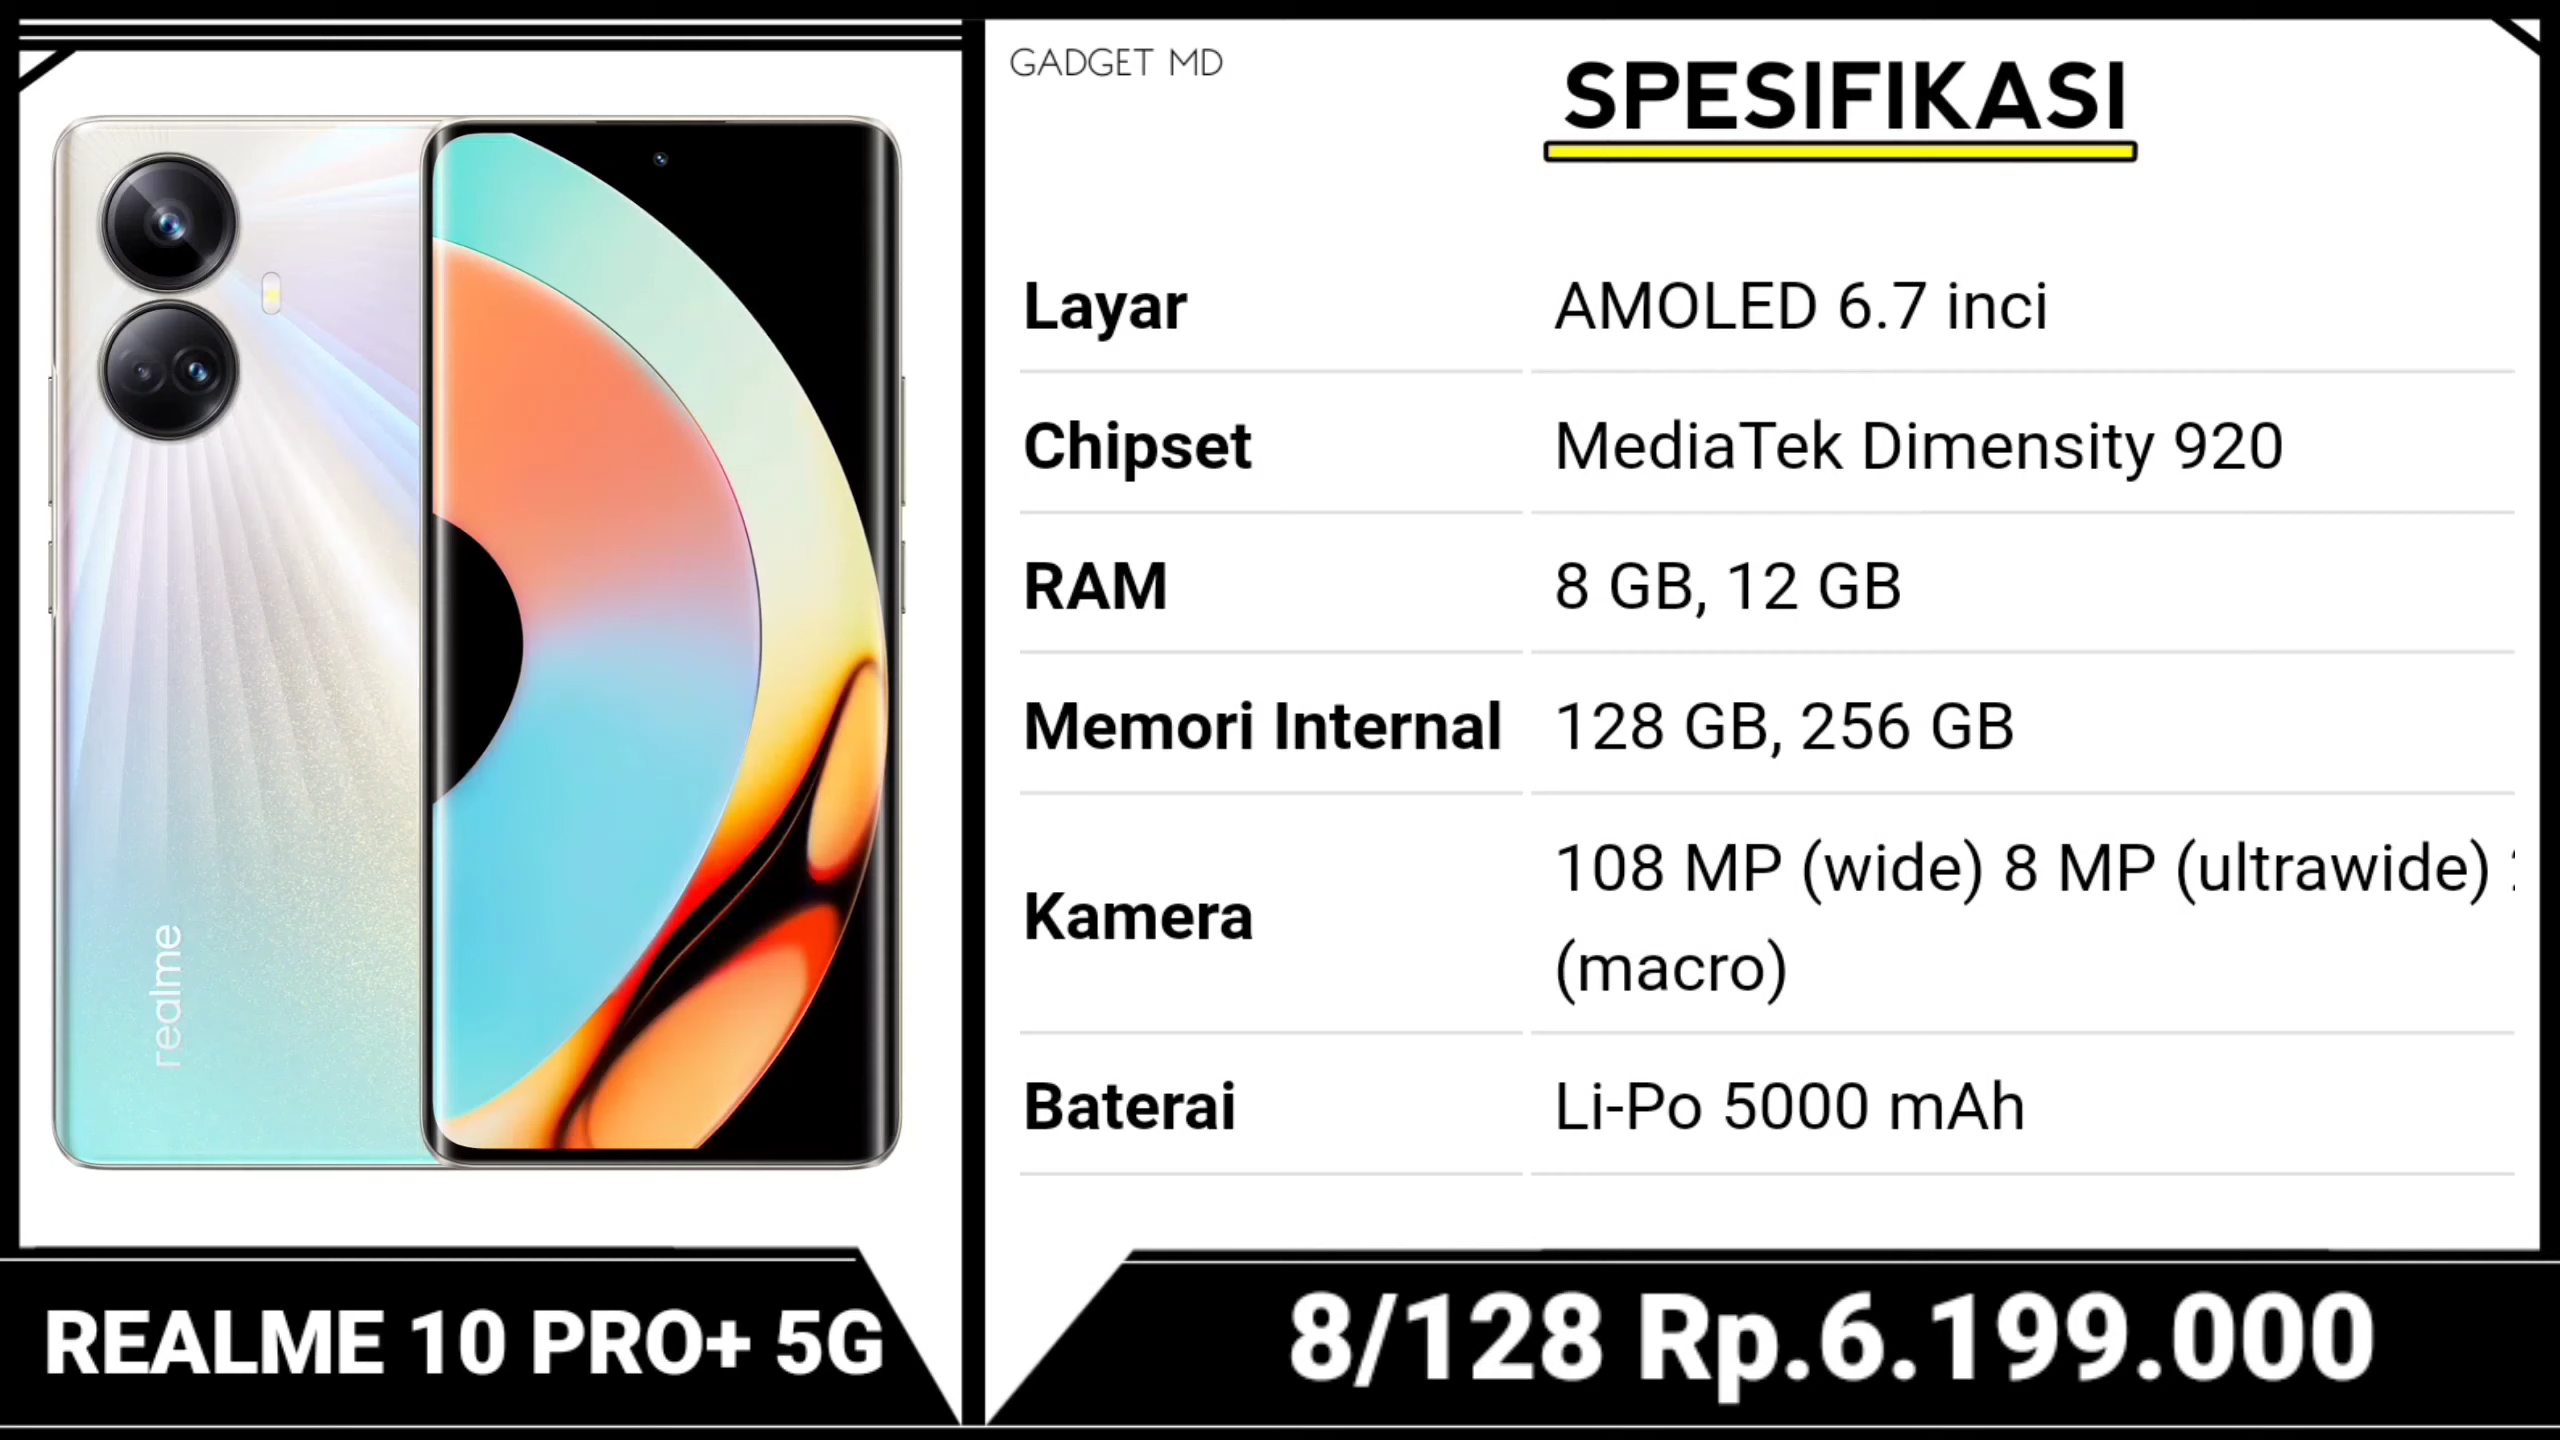 GADGET MD
SPESIFIKASI
Layar AMOLED 6.7 inci
Chipset MediaTek Dimensity 920
RAM 8 GB, 12 GB
Memori Internal 128 GB, 256 GB
Kamera 108 MP (wide) 8 MP (ultrawide)
(macro)
Baterai Li-Po 5000 mAh
realme
REALME 10 PRO+ 5G
8/128 Rp.6.199.000